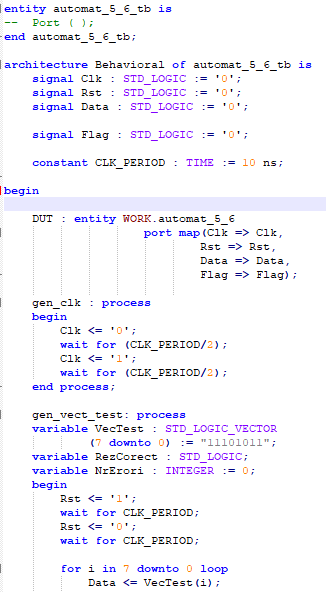 entity automat_5_6_tb is
--  Port ( );
end automat_5_6_tb;

architecture Behavioral of automat_5_6_tb is
    signal Clk : STD_LOGIC := '0';
    signal Rst : STD_LOGIC := '0';
    signal Data : STD_LOGIC := '0';

    signal Flag : STD_LOGIC := '0';

    constant CLK_PERIOD : TIME := 10 ns;

begin

    DUT : entity WORK.automat_5_6
                    port map(Clk => Clk,
                            Rst => Rst,
                            Data => Data,
                            Flag => Flag);

    gen_clk : process
    begin
        Clk <= '0';
        wait for (CLK_PERIOD/2);
        Clk <= '1';
        wait for (CLK_PERIOD/2);
    end process;

    gen_vect_test: process
    variable VecTest : STD_LOGIC_VECTOR
            (7 downto 0) := "11101011";
    variable RezCorect : STD_LOGIC;
    variable NrErori : INTEGER := 0;
    begin
        Rst <= '1';
        wait for CLK_PERIOD;
        Rst <= '0';
        wait for CLK_PERIOD;

        for i in 7 downto 0 loop
            Data <= VecTest(i);